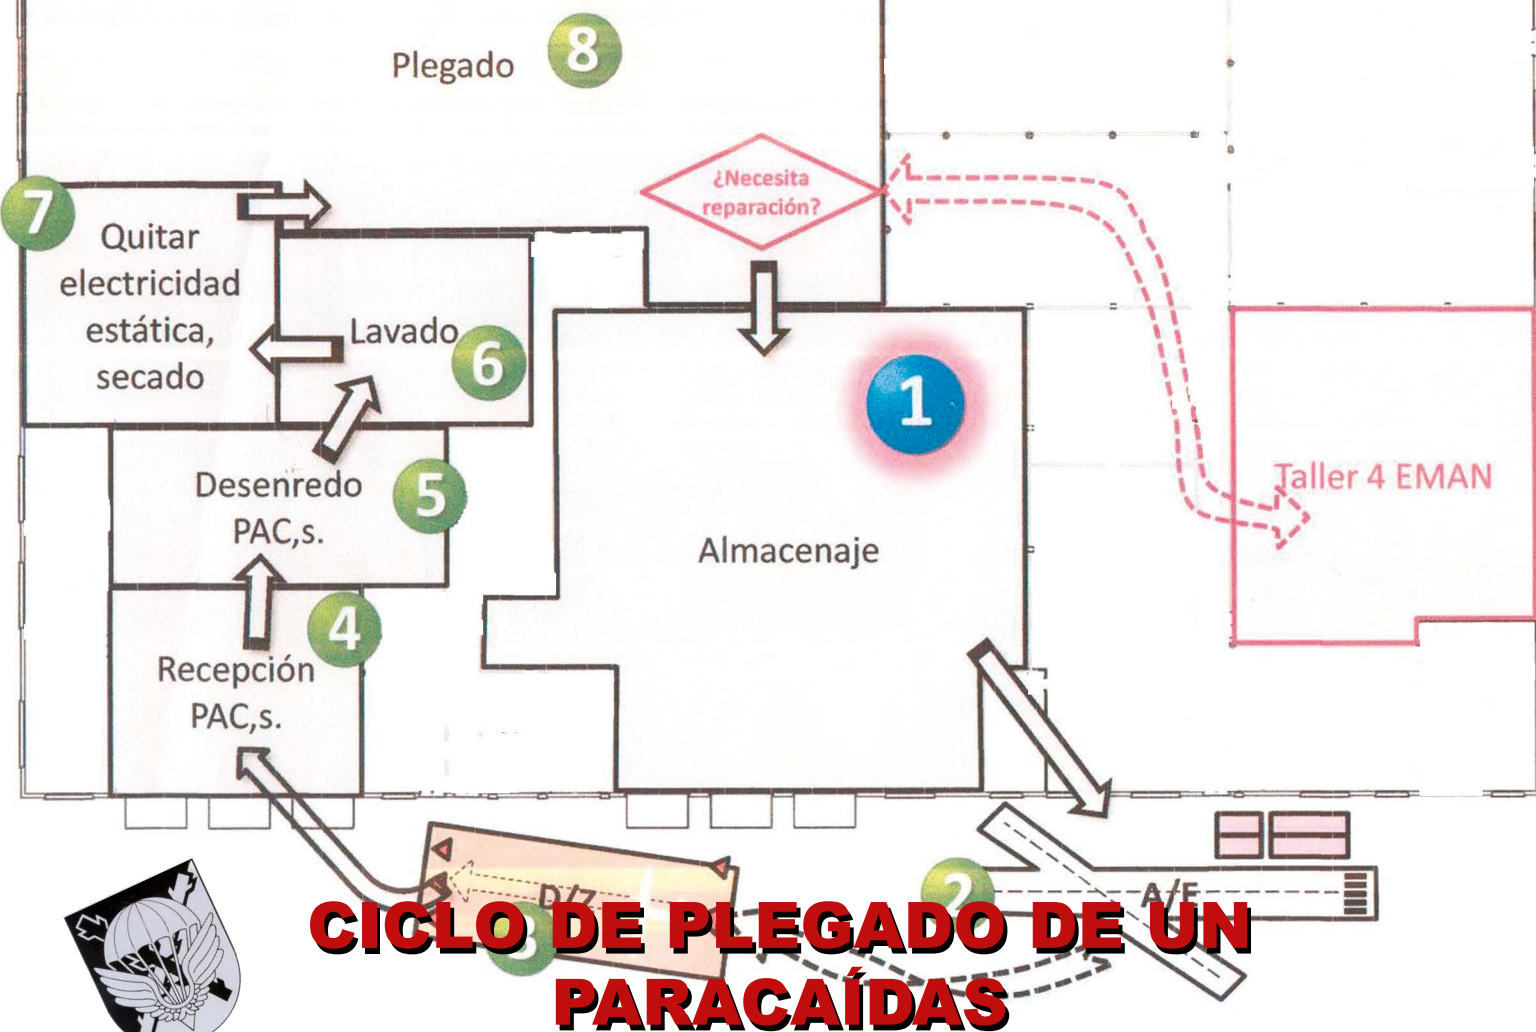 Plegado
8
¿Necesita
reparación?
7
Quitar
electricidad
estática,
secado
Lavado
6
1
Desenredo
PAC,s.
5
Almacenaje
Taller 4 EMAN
4
Recepción
PAC,s.
D/Z
2
A/E
3
CICLO DE PLEGADO DE UN
PARACAÍDAS